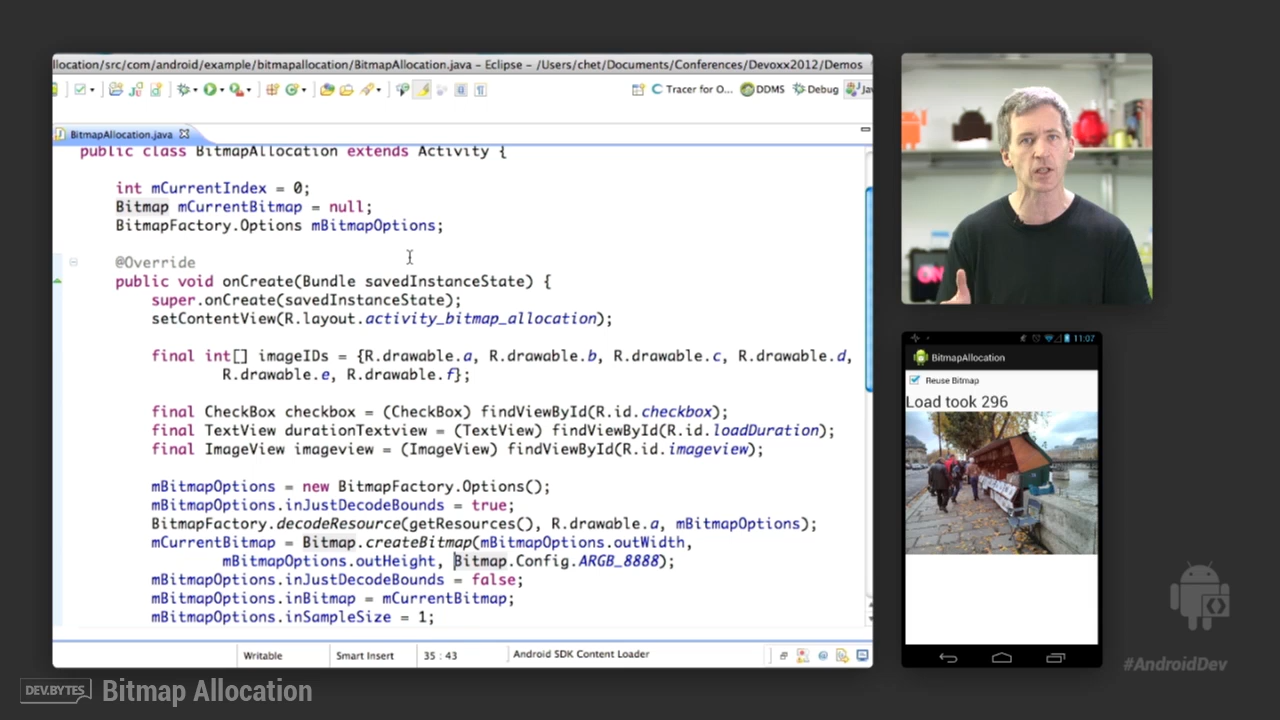 llocation/src/com/android/example/bitmapallocation/BitmapAllocation.java - Eclipse - /Users/chet/Documents/Conferences/Devoxx2012/Demos
Tracer for O... DDMS Debug Jav
BitmapAllocation.java
public class BitmapAllocation extends Activity {
int mCurrentIndex = 0;
Bitmap mCurrentBitmap = null;
BitmapFactory.Options mBitmapOptions;
@Override
public void onCreate(Bundle savedInstanceState) {
super.onCreate(savedInstanceState);
setContentView(R.layout.activity_bitmap_allocation);
final int[] imageIDs = {R.drawable.a, R.drawable.b, R.drawable.c, R.drawable.d,
R.drawable.e, R.drawable.f};
final CheckBox checkbox = (CheckBox) findViewById(R.id.checkbox);
final TextView durationTextview = (TextView) findViewById(R.id.loadDuration);
final ImageView imageview = (ImageView) findViewById(R.id.imageview);
mBitmapOptions = new BitmapFactory.Options();
mBitmapOptions.inJustDecodeBounds = true;
BitmapFactory.decodeResource(getResources(), R.drawable.a, mBitmapOptions);
mCurrentBitmap = Bitmap.createBitmap(mBitmapOptions.outWidth,
mBitmapOptions.outHeight, Bitmap.Config.ARGB_8888);
mBitmapOptions.inJustDecodeBounds = false;
mBitmapOptions.inBitmap = mCurrentBitmap;
mBitmapOptions.inSampleSize = 1;
Writable Smart Insert 35 : 43 Android SDK Content Loader
11:07
BitmapAllocation
Reuse Bitmap
Load took 296
#AndroidDev
DEV.BYTES Bitmap Allocation